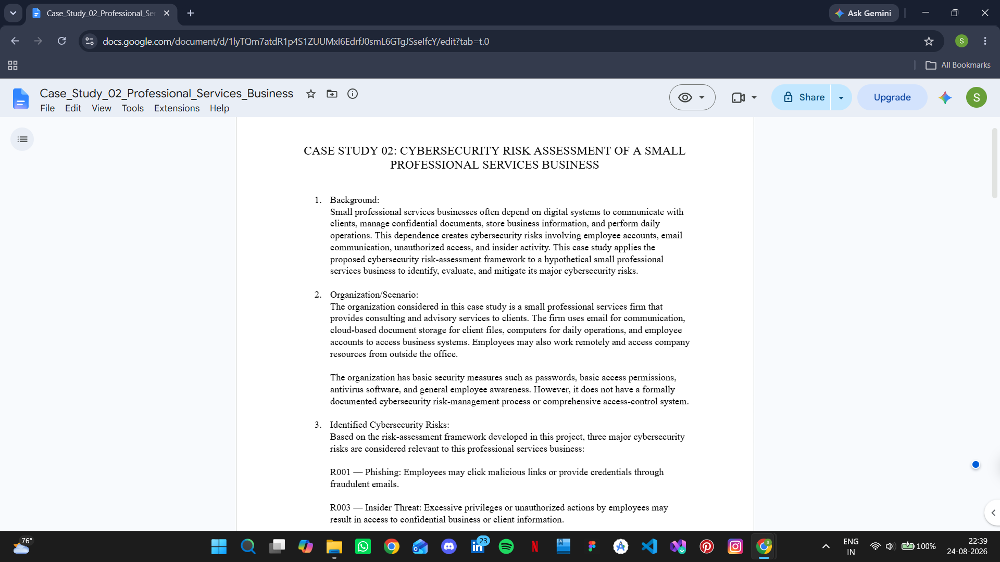 Case_Study_02_Professional_Se
Ask Gemini
docs.google.com/document/d/1lyTQm7atdR1p4S1ZUUMxI6EdrfJ0smL6GTgJSselfcY/edit?tab=t.0
S
All Bookmarks
Case_Study_02_Professional_Services_Business
File Edit View Tools Extensions Help
Share
Upgrade
S
CASE STUDY 02: CYBERSECURITY RISK ASSESSMENT OF A SMALL
PROFESSIONAL SERVICES BUSINESS
1. Background:
Small professional services businesses often depend on digital systems to communicate with
clients, manage confidential documents, store business information, and perform daily
operations. This dependence creates cybersecurity risks involving employee accounts, email
communication, unauthorized access, and insider activity. This case study applies the
proposed cybersecurity risk-assessment framework to a hypothetical small professional
services business to identify, evaluate, and mitigate its major cybersecurity risks.
2. Organization/Scenario:
The organization considered in this case study is a small professional services firm that
provides consulting and advisory services to clients. The firm uses email for communication,
cloud-based document storage for client files, computers for daily operations, and employee
accounts to access business systems. Employees may also work remotely and access company
resources from outside the office.
The organization has basic security measures such as passwords, basic access permissions,
antivirus software, and general employee awareness. However, it does not have a formally
documented cybersecurity risk-management process or comprehensive access-control system.
3. Identified Cybersecurity Risks:
Based on the risk-assessment framework developed in this project, three major cybersecurity
risks are considered relevant to this professional services business:
R001 — Phishing: Employees may click malicious links or provide credentials through
fraudulent emails.
R003 — Insider Threat: Excessive privileges or unauthorized actions by employees may
result in access to confidential business or client information.
76°
23
ENG
IN
100%
22:39
24-08-2026